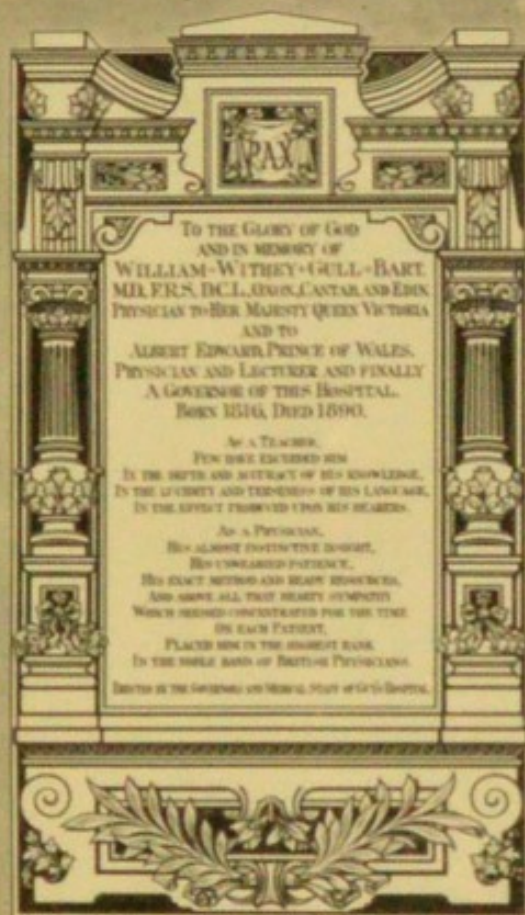 PAX
TO THE GLORY OF GOD
AND IN MEMORY OF
WILLIAM WITHEY GULL BART.
M.D., F.R.S., D.C.L., OXON., CANTAB. AND EDIN.
PHYSICIAN TO HER MAJESTY QUEEN VICTORIA
AND TO
ALBERT EDWARD, PRINCE OF WALES.
PHYSICIAN AND LECTURER AND FINALLY
A GOVERNOR OF THIS HOSPITAL.
BORN 1816, DIED 1890.
AS A TEACHER,
FEW HAVE EXCEEDED HIM
IN THE DEPTH AND ACCURACY OF HIS KNOWLEDGE,
IN THE LUCIDITY AND TERSENESS OF HIS LANGUAGE,
IN THE EFFECT PRODUCED UPON HIS HEARERS.
AS A PHYSICIAN,
HIS ALMOST INSTINCTIVE INSIGHT,
HIS UNWEARIED PATIENCE,
HIS EXACT METHOD AND READY RESOURCES,
AND ABOVE ALL THAT HEARTY SYMPATHY
WHICH SEEMED CONCENTRATED FOR THE TIME
ON EACH PATIENT,
PLACED HIM IN THE HIGHEST RANK
IN THE NOBLE BAND OF BRITISH PHYSICIANS.
ERECTED BY THE GOVERNORS AND MEDICAL STAFF OF GUY'S HOSPITAL.